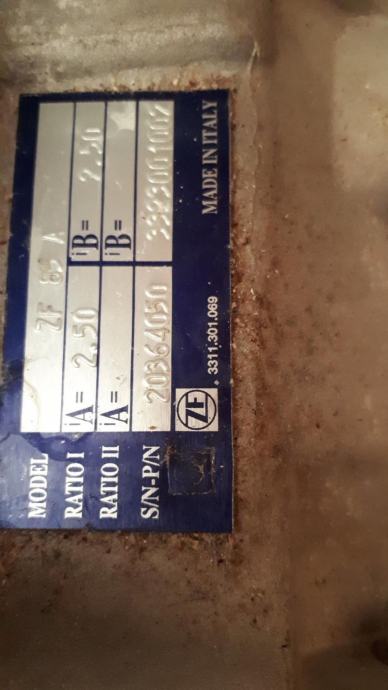 MODEL ZF 85 A
RATIO I iA= 2.50 iB= 2.50
RATIO II iA= iB=
S/N-P/N 20364050 3323001002
ZF 3311.301.069 MADE IN ITALY